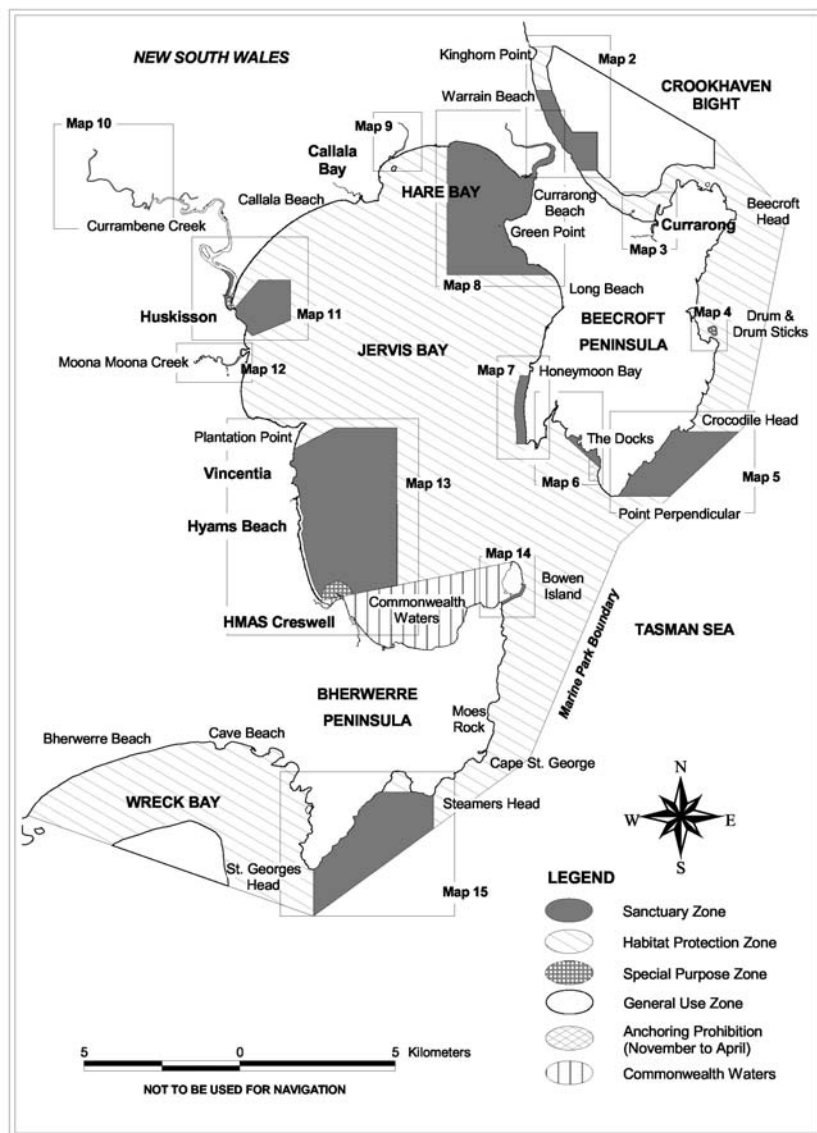 NEW SOUTH WALES
Kinghorn Point
Map 2
CROOKHAVEN
BIGHT
Warrain Beach
Map 10
Map 9
Callala
Bay
HARE BAY
Callala Beach
Currambene Creek
Currarong
Beach
Green Point
Currarong
Beecroft
Head
Map 3
Map 8
Long Beach
Huskisson
Map 11
BEECROFT
PENINSULA
Map 4
Drum &
Drum Sticks
JERVIS BAY
Moona Moona Creek
Map 12
Map 7
Honeymoon Bay
Plantation Point
Crocodile Head
The Docks
Vincentia
Map 13
Map 6
Map 5
Hyams Beach
Point Perpendicular
Map 14
Bowen
Island
Commonwealth
Waters
HMAS Creswell
Marine Park Boundary
TASMAN SEA
BHERWERRE
PENINSULA
Moes
Rock
Bherwerre Beach
Cave Beach
Cape St. George
WRECK BAY
Steamers Head
St. Georges
Head
Map 15
N
W
E
S
LEGEND
Sanctuary Zone
Habitat Protection Zone
Special Purpose Zone
General Use Zone
Anchoring Prohibition
(November to April)
Commonwealth Waters
5 0 5 Kilometers
NOT TO BE USED FOR NAVIGATION